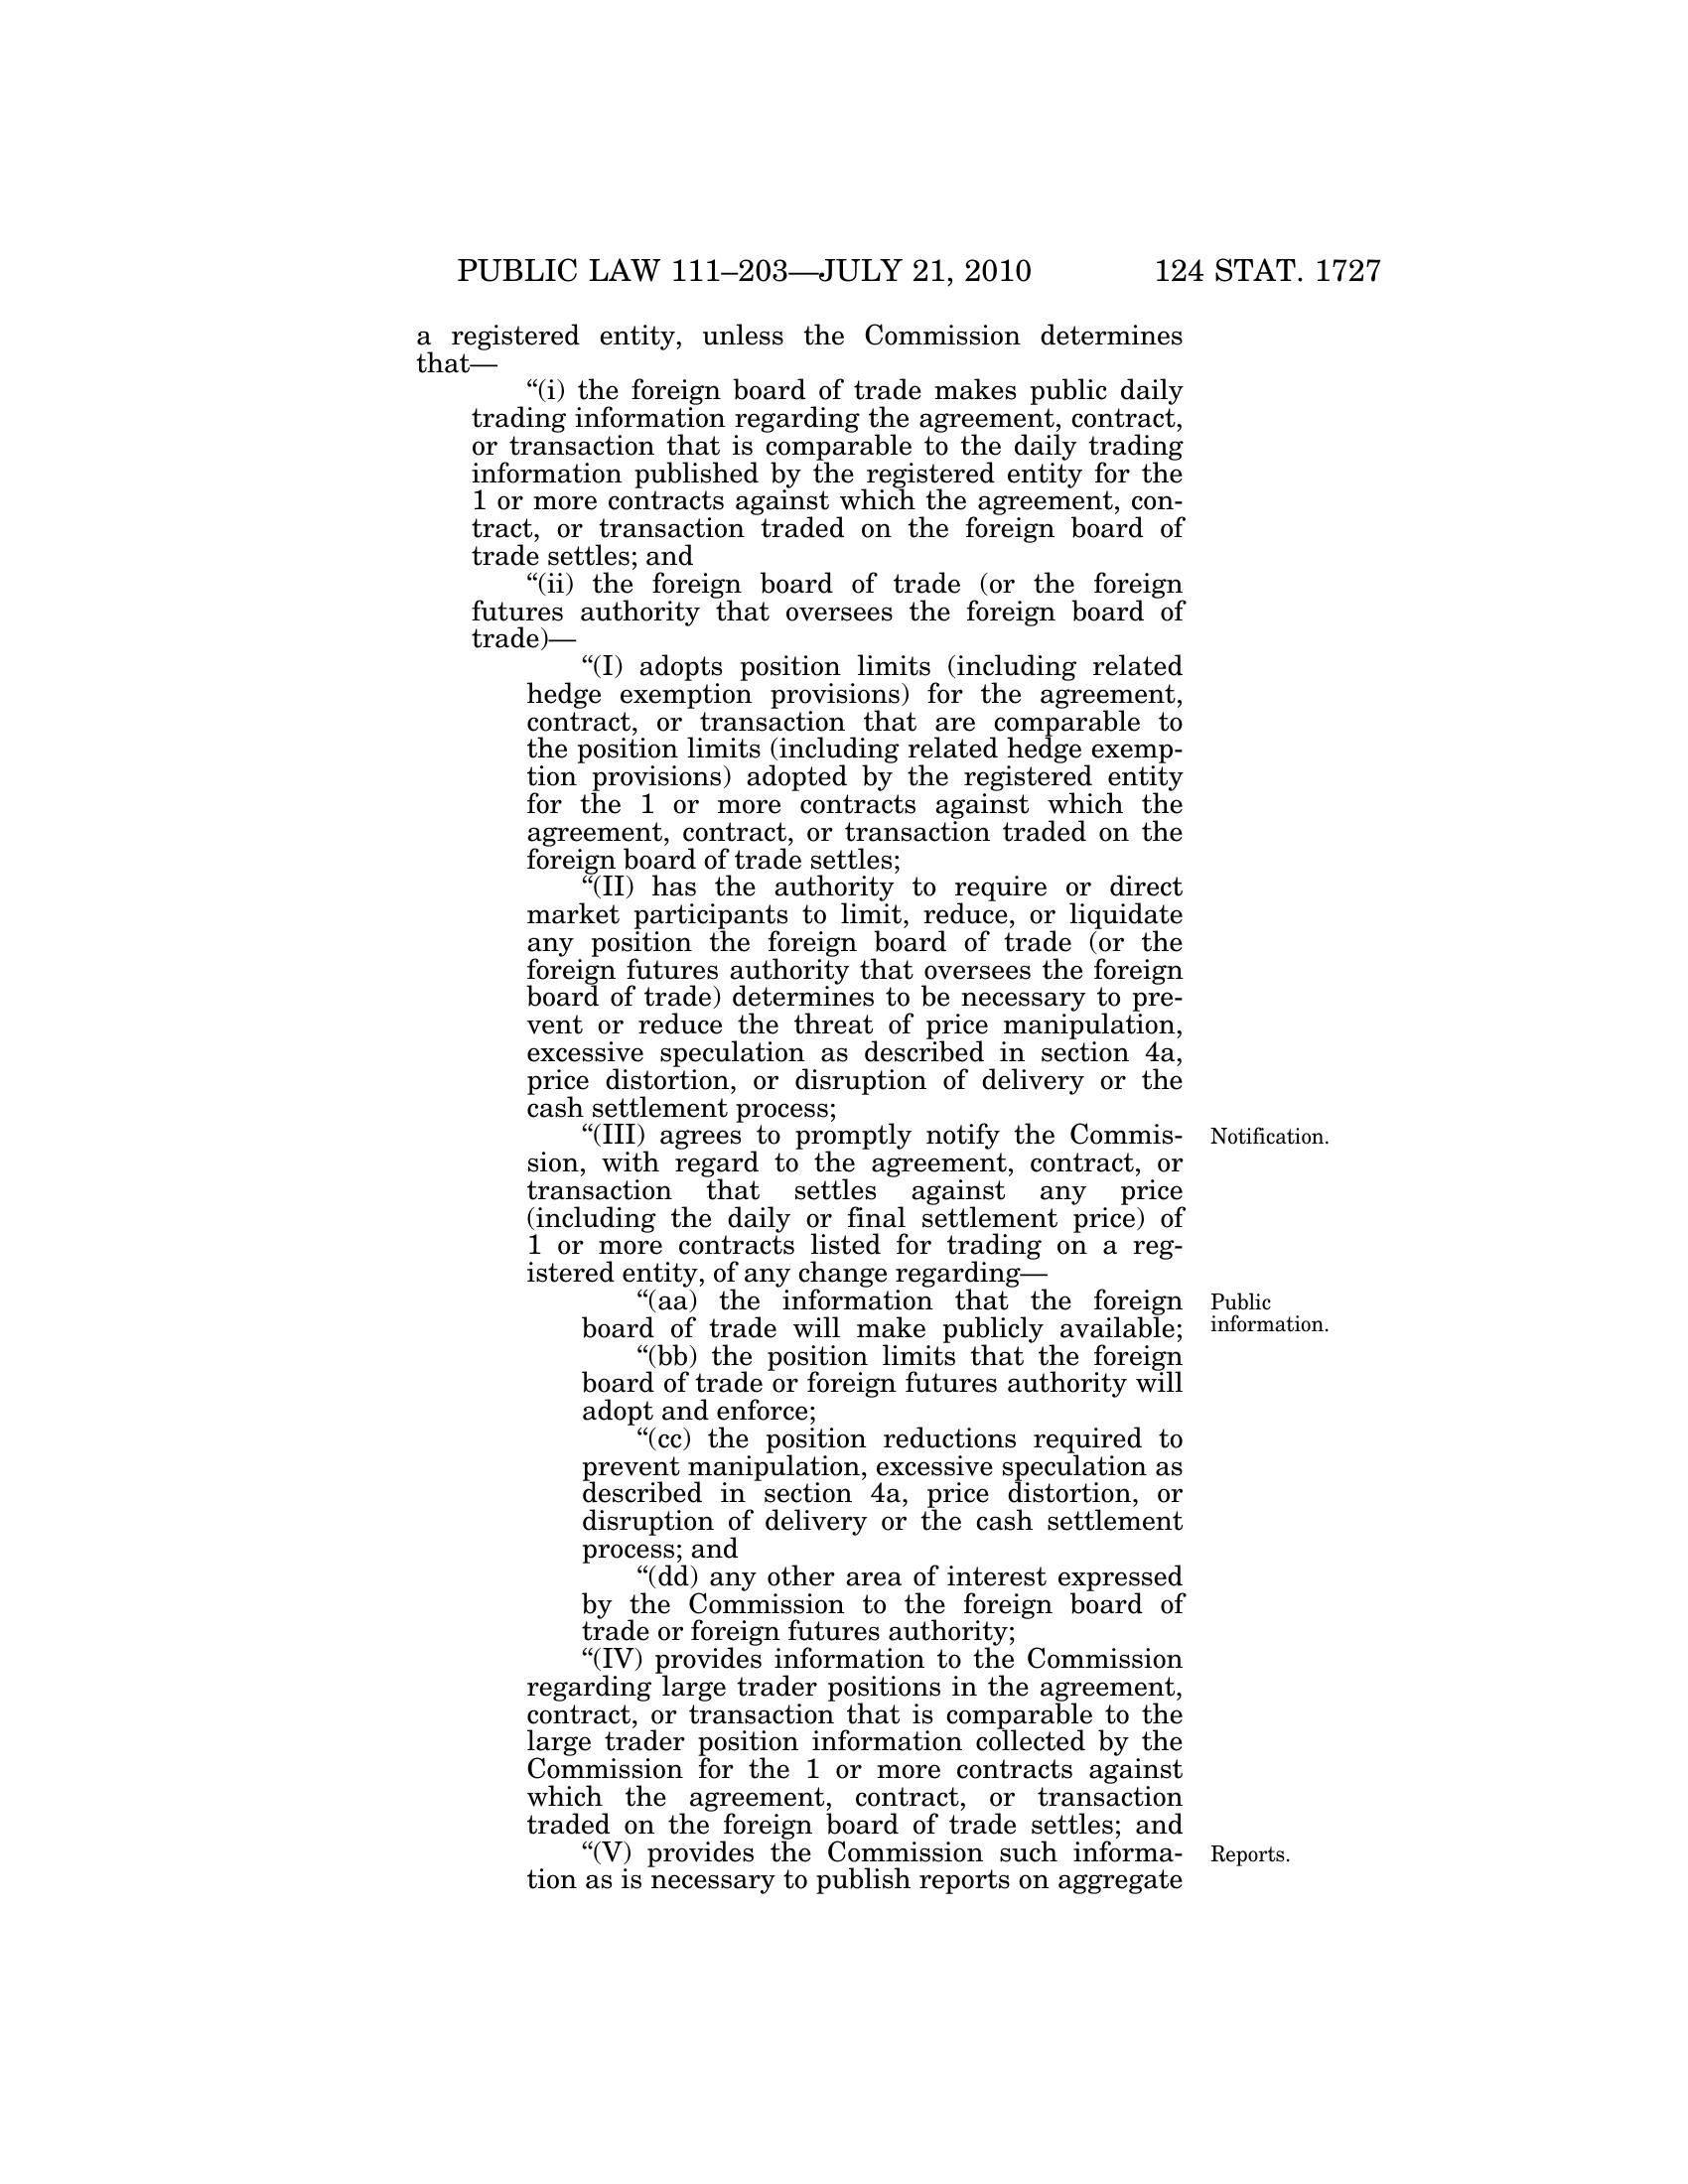 PUBLIC LAW 111–203—JULY 21, 2010 124 STAT. 1727
a registered entity, unless the Commission determines
that—
“(i) the foreign board of trade makes public daily
trading information regarding the agreement, contract,
or transaction that is comparable to the daily trading
information published by the registered entity for the
1 or more contracts against which the agreement, con-
tract, or transaction traded on the foreign board of
trade settles; and
“(ii) the foreign board of trade (or the foreign
futures authority that oversees the foreign board of
trade)—
“(I) adopts position limits (including related
hedge exemption provisions) for the agreement,
contract, or transaction that are comparable to
the position limits (including related hedge exemp-
tion provisions) adopted by the registered entity
for the 1 or more contracts against which the
agreement, contract, or transaction traded on the
foreign board of trade settles;
“(II) has the authority to require or direct
market participants to limit, reduce, or liquidate
any position the foreign board of trade (or the
foreign futures authority that oversees the foreign
board of trade) determines to be necessary to pre-
vent or reduce the threat of price manipulation,
excessive speculation as described in section 4a,
price distortion, or disruption of delivery or the
cash settlement process;
“(III) agrees to promptly notify the Commis-
sion, with regard to the agreement, contract, or
transaction that settles against any price
(including the daily or final settlement price) of
1 or more contracts listed for trading on a reg-
istered entity, of any change regarding—
“(aa) the information that the foreign
board of trade will make publicly available;
“(bb) the position limits that the foreign
board of trade or foreign futures authority will
adopt and enforce;
“(cc) the position reductions required to
prevent manipulation, excessive speculation as
described in section 4a, price distortion, or
disruption of delivery or the cash settlement
process; and
“(dd) any other area of interest expressed
by the Commission to the foreign board of
trade or foreign futures authority;
“(IV) provides information to the Commission
regarding large trader positions in the agreement,
contract, or transaction that is comparable to the
large trader position information collected by the
Commission for the 1 or more contracts against
which the agreement, contract, or transaction
traded on the foreign board of trade settles; and
“(V) provides the Commission such informa-
tion as is necessary to publish reports on aggregate
Notification.
Public
information.
Reports.